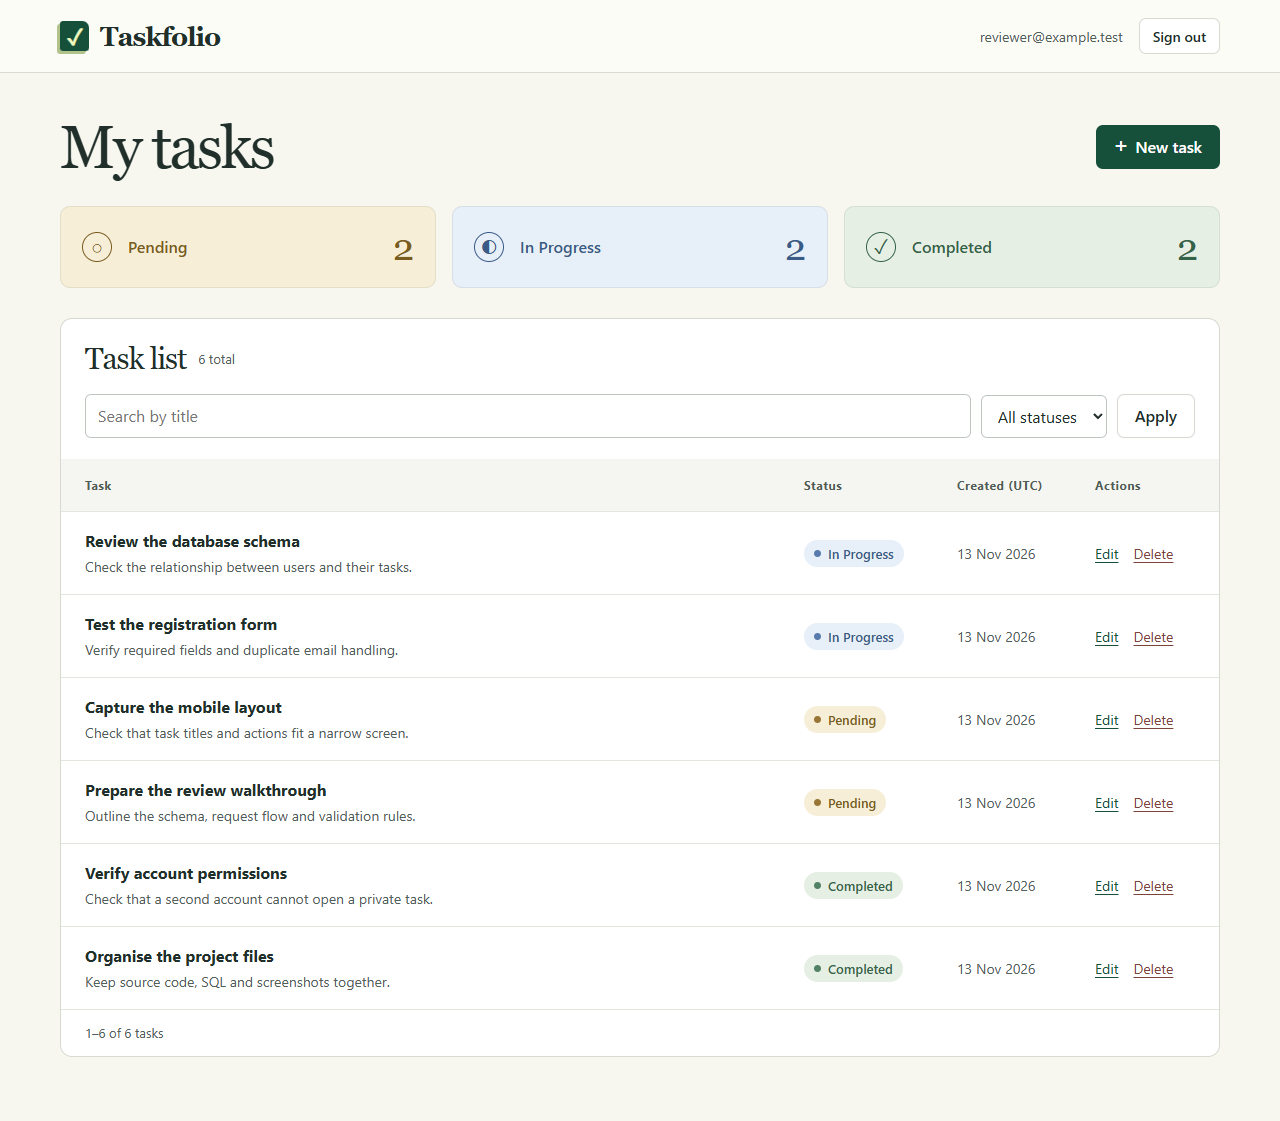 Taskfolio
reviewer@example.test
Sign out
My tasks
+ New task
Pending 2
In Progress 2
Completed 2
Task list 6 total
Search by title
All statuses
Apply
Task Status Created (UTC) Actions
Review the database schema
Check the relationship between users and their tasks.
In Progress 13 Nov 2026 Edit Delete
Test the registration form
Verify required fields and duplicate email handling.
In Progress 13 Nov 2026 Edit Delete
Capture the mobile layout
Check that task titles and actions fit a narrow screen.
Pending 13 Nov 2026 Edit Delete
Prepare the review walkthrough
Outline the schema, request flow and validation rules.
Pending 13 Nov 2026 Edit Delete
Verify account permissions
Check that a second account cannot open a private task.
Completed 13 Nov 2026 Edit Delete
Organise the project files
Keep source code, SQL and screenshots together.
Completed 13 Nov 2026 Edit Delete
1–6 of 6 tasks